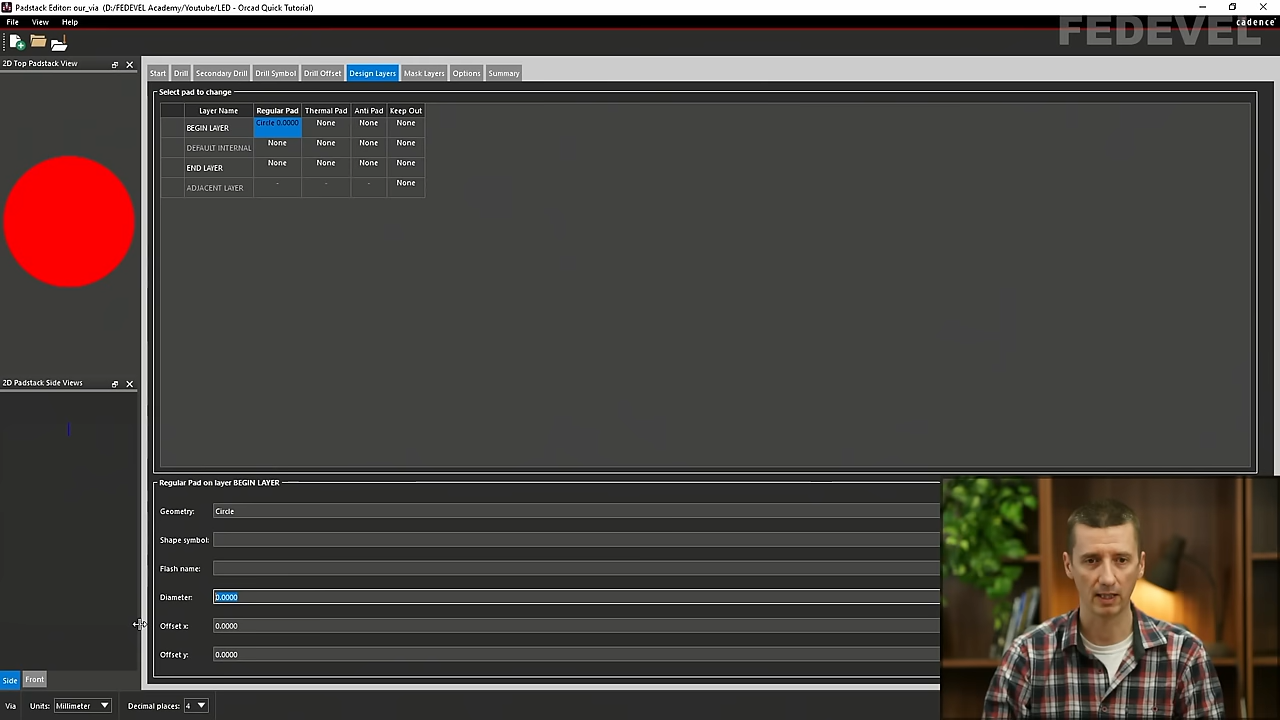 Padstack Editor: our_via  (D:/FEDEVEL Academy/Youtube/LED - Orcad Quick Tutorial)
File View Help
cadence
FEDEVEL
2D Top Padstack View
Start Drill Secondary Drill Drill Symbol Drill Offset Design Layers Mask Layers Options Summary
Select pad to change
Layer Name Regular Pad Thermal Pad Anti Pad Keep Out
BEGIN LAYER Circle 0.0000 None None None
DEFAULT INTERNAL None None None None
END LAYER None None None None
ADJACENT LAYER - - - None
2D Padstack Side Views
Regular Pad on layer BEGIN LAYER
Geometry: Circle
Shape symbol:
Flash name:
Diameter: 0.0000
Offset x: 0.0000
Offset y: 0.0000
Side Front
Via Units: Millimeter Decimal places: 4